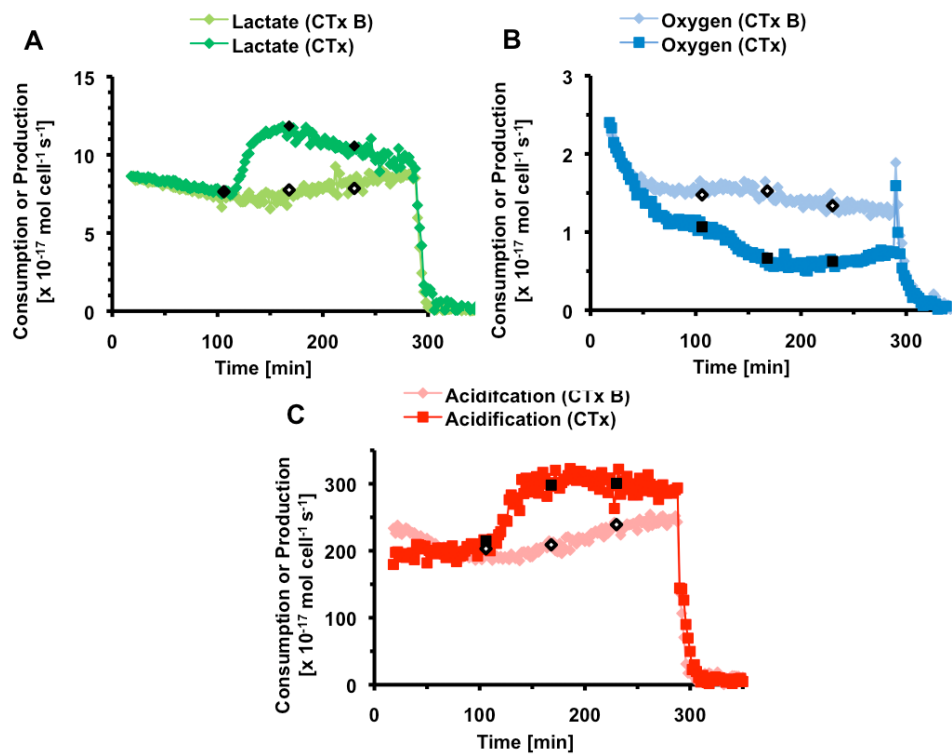 A
Lactate (CTx B)
Lactate (CTx)
Consumption or Production
[x 10⁻¹⁷ mol cell⁻¹ s⁻¹]
15
10
5
0
0 100 200 300
Time [min]
B
Oxygen (CTx B)
Oxygen (CTx)
Consumption or Production
[x 10⁻¹⁷ mol cell⁻¹ s⁻¹]
3
2
1
0
0 100 200 300
Time [min]
C
Acidifcation (CTx B)
Acidification (CTx)
Consumption or Production
[x 10⁻¹⁷ mol cell⁻¹ s⁻¹]
300
200
100
0
0 100 200 300
Time [min]